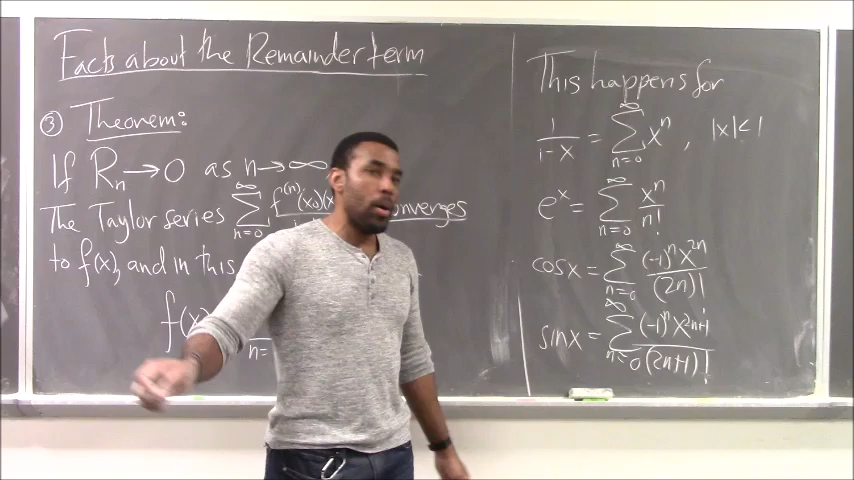 Facts about the Remainder term
③ Theorem:
If Rₙ→0 as n→∞
The Taylor series ∞ Σ n=0 f⁽ⁿ⁾(x₀)(x converges
to f(x), and in this
f(x)
n=
This happens for
1/(1-x) = ∞ Σ n=0 xⁿ , |x|<1
eˣ = ∞ Σ n=0 xⁿ/n!
cosx = ∞ Σ n=0 (-1)ⁿx²ⁿ/(2n)!
sinx = ∞ Σ n=0 (-1)ⁿx²ⁿ⁺¹/(2n+1)!